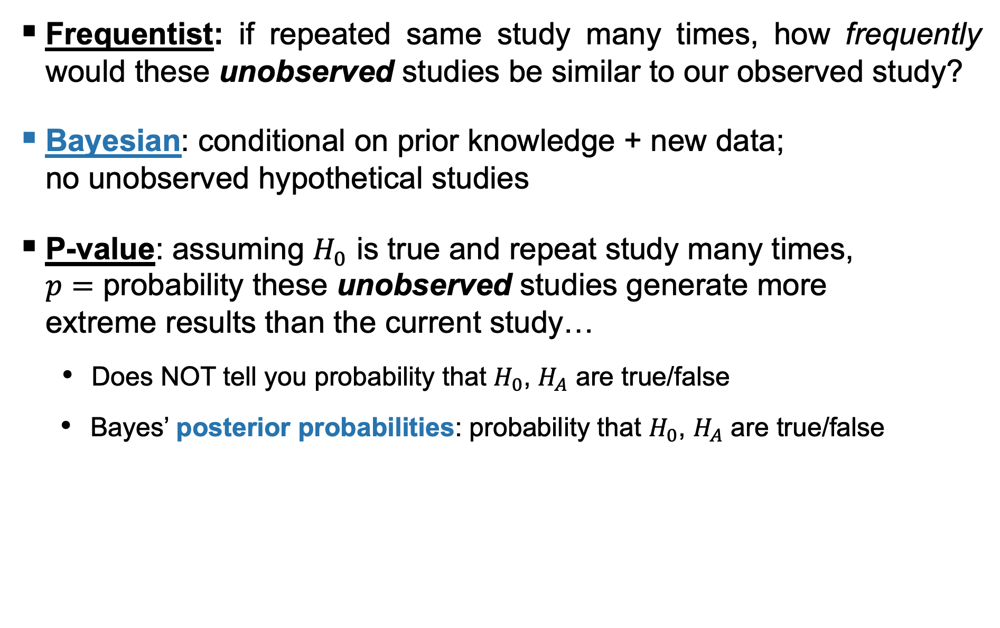 ▪ Frequentist: if repeated same study many times, how frequently
would these unobserved studies be similar to our observed study?
▪ Bayesian: conditional on prior knowledge + new data;
no unobserved hypothetical studies
▪ P-value: assuming H₀ is true and repeat study many times,
p = probability these unobserved studies generate more
extreme results than the current study…
• Does NOT tell you probability that H₀, H_A are true/false
• Bayes’ posterior probabilities: probability that H₀, H_A are true/false